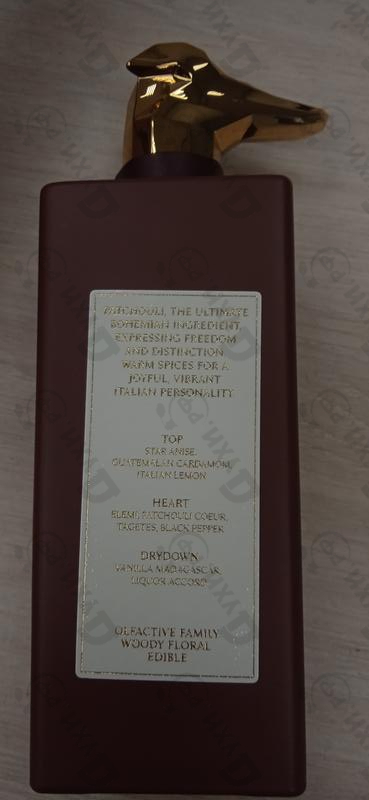 PATCHOULI, THE ULTIMATE
BOHEMIAN INGREDIENT,
EXPRESSING FREEDOM
AND DISTINCTION.
WARM SPICES FOR A
JOYFUL, VIBRANT
ITALIAN PERSONALITY
TOP
STAR ANISE,
GUATEMALAN CARDAMOM,
ITALIAN LEMON
HEART
ELEMI, PATCHOULI COEUR,
TAGETES, BLACK PEPPER
DRYDOWN
VANILLA MADAGASCAR,
LIQUOR ACCORD
OLFACTIVE FAMILY
WOODY FLORAL
EDIBLE